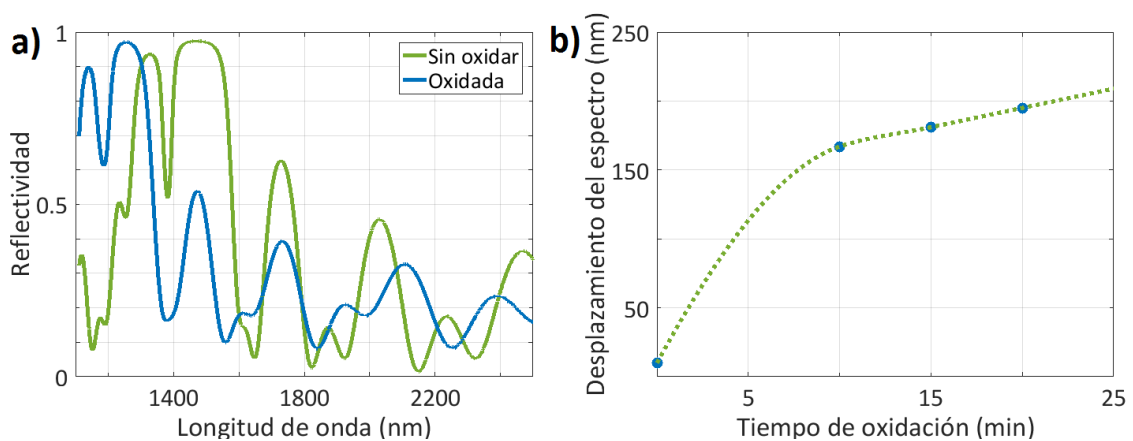 a)
Reflectividad
1
0.5
0
Sin oxidar
Oxidada
1400
1800
2200
Longitud de onda (nm)
b)
Desplazamiento del espectro (nm)
250
150
50
5
15
25
Tiempo de oxidación (min)